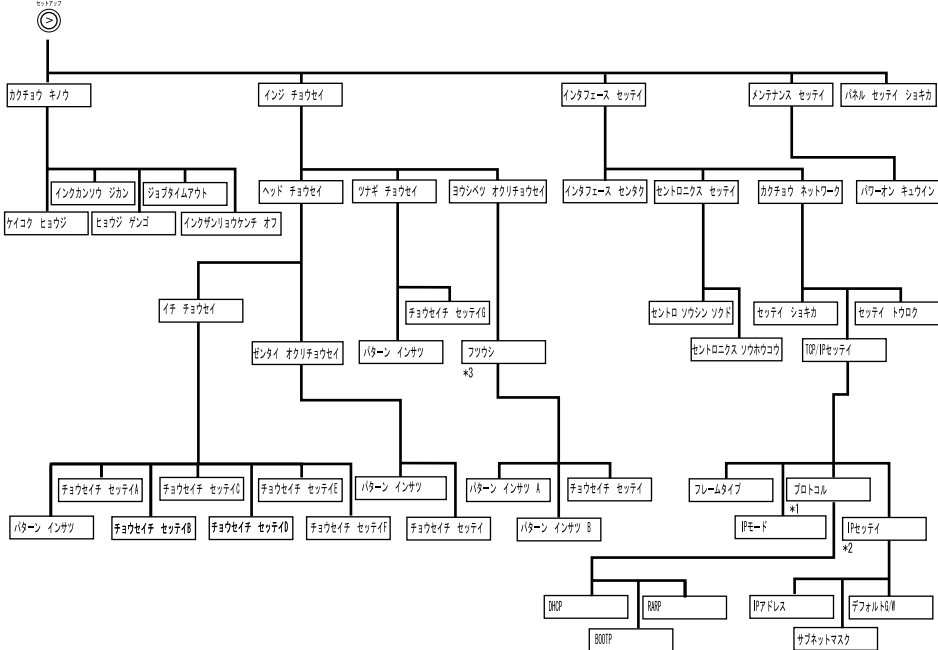 セットアップ
カクチョウ キノウ
インジ チョウセイ
インタフェース セッテイ
メンテナンス セッテイ
パネル セッテイ ショキカ
インクカンソウ ジカン
ジョブタイムアウト
ケイコク ヒョウジ
ヒョウジ ゲンゴ
インクザンリョウケンチ オフ
ヘッド チョウセイ
ツナギ チョウセイ
ヨウシベツ オクリチョウセイ
インタフェース センタク
セントロニクス セッテイ
カクチョウ ネットワーク
パワーオン キュウイン
イチ チョウセイ
チョウセイチ セッテイG
セントロ ソウシン ソクド
セッテイ ショキカ
セッテイ トウロク
ゼンタイ オクリチョウセイ
パターン インサツ
フツウシ
*3
セントロニクス ソウホウコウ
TCP/IPセッテイ
チョウセイチ セッテイA
チョウセイチ セッテイC
チョウセイチ セッテイE
パターン インサツ
パターン インサツ A
チョウセイチ セッテイ
フレームタイプ
プロトコル
*1
パターン インサツ
チョウセイチ セッテイB
チョウセイチ セッテイD
チョウセイチ セッテイF
チョウセイチ セッテイ
パターン インサツ B
IPモード
IPセッテイ
*2
DHCP
RARP
IPアドレス
デフォルトG/W
BOOTP
サブネットマスク